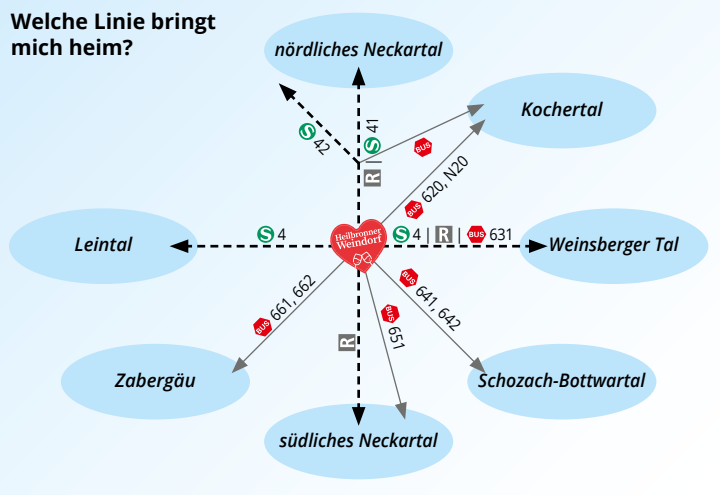 Welche Linie bringt
mich heim?
nördliches Neckartal
Kochertal
S 42
S 41
R |
BUS
BUS 620, N20
Leintal
S 4
Heilbronner
Weindorf
S 4 | R | BUS 631
Weinsberger Tal
BUS 661, 662
R
BUS 651
BUS 641, 642
Zabergäu
Schozach-Bottwartal
südliches Neckartal